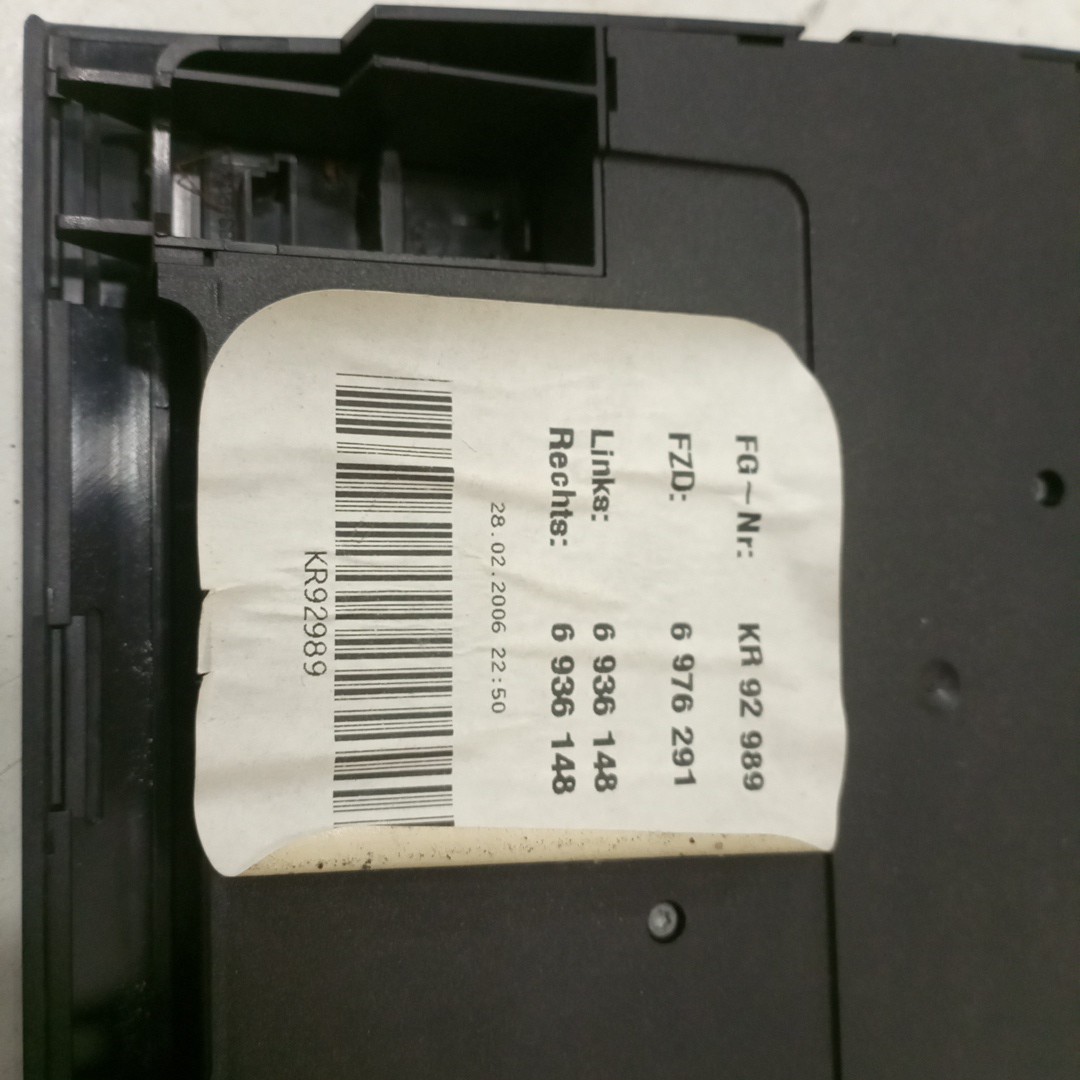 FG-Nr: KR 92 989
FZD: 6 976 291
Links: 6 936 148
Rechts: 6 936 148
28.02.2006 22:50
KR92989